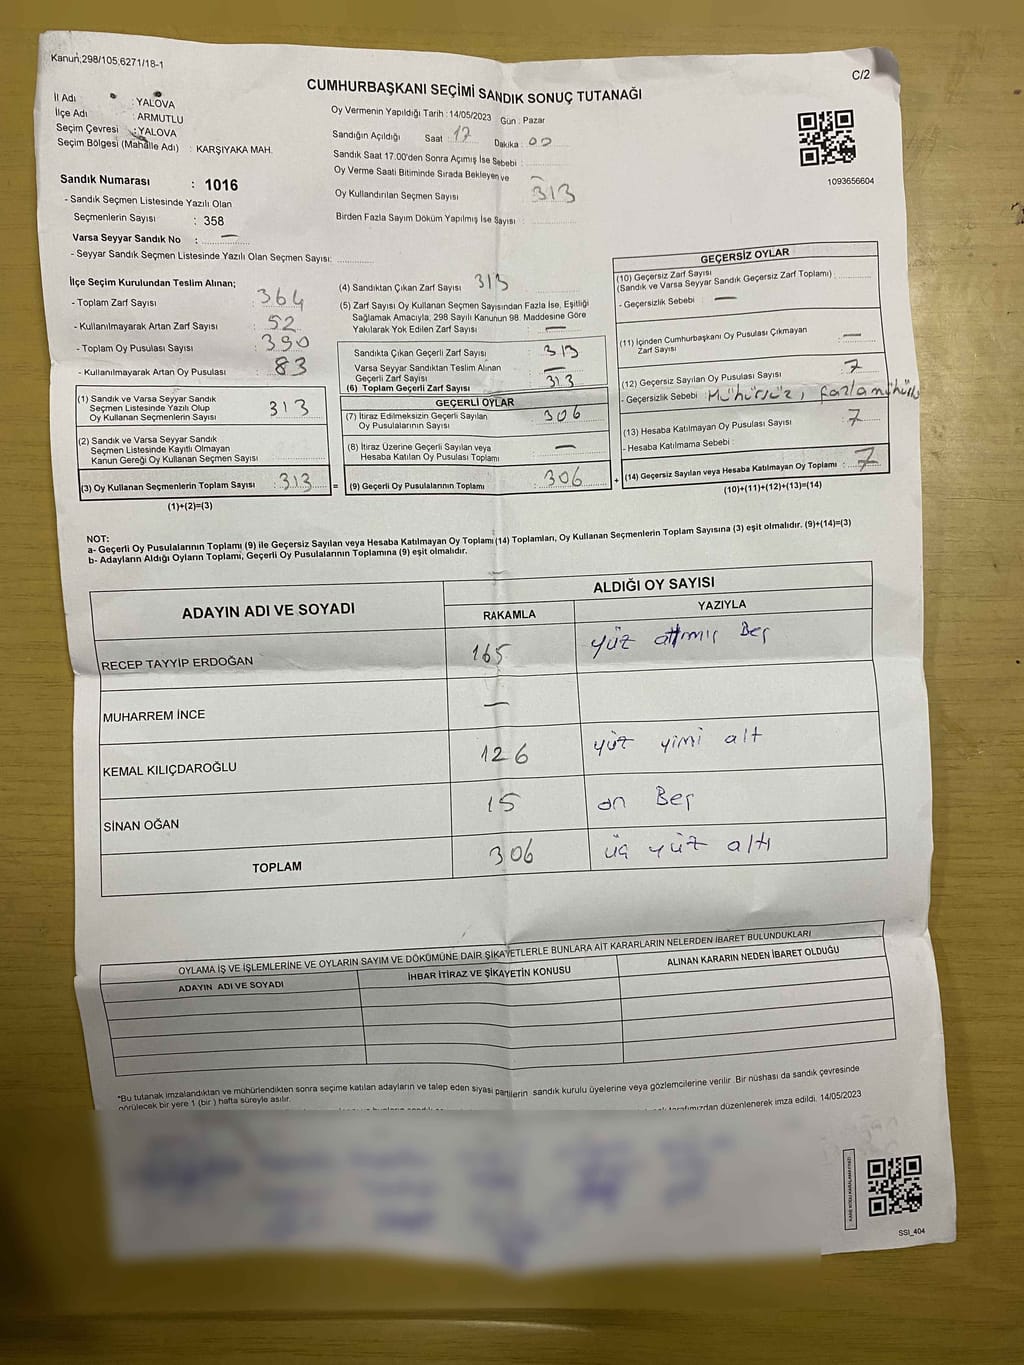 Kanun;298/105,6271/18-1
C/2
CUMHURBAŞKANI SEÇİMİ SANDIK SONUÇ TUTANAĞI
İl Adı : YALOVA
İlçe Adı : ARMUTLU
Seçim Çevresi : YALOVA
Seçim Bölgesi (Mahalle Adı) : KARŞIYAKA MAH.
Oy Vermenin Yapıldığı Tarih : 14/05/2023 Gün : Pazar
Sandığın Açıldığı Saat : 17 Dakika : 00
Sandık Saat 17.00'den Sonra Açımış İse Sebebi :
Oy Verme Saati Bitiminde Sırada Bekleyen ve
Oy Kullandırılan Seçmen Sayısı : 313
Birden Fazla Sayım Döküm Yapılmış İse Sayısı :
1093656604
Sandık Numarası : 1016
- Sandık Seçmen Listesinde Yazılı Olan
Seçmenlerin Sayısı : 358
Varsa Seyyar Sandık No : —
- Seyyar Sandık Seçmen Listesinde Yazılı Olan Seçmen Sayısı:
İlçe Seçim Kurulundan Teslim Alınan;
- Toplam Zarf Sayısı : 364
- Kullanılmayarak Artan Zarf Sayısı : 52
- Toplam Oy Pusulası Sayısı : 390
- Kullanılmayarak Artan Oy Pusulası : 83
(1) Sandık ve Varsa Seyyar Sandık
Seçmen Listesinde Yazılı Olup
Oy Kullanan Seçmenlerin Sayısı : 313
(2) Sandık ve Varsa Seyyar Sandık
Seçmen Listesinde Kayıtlı Olmayan
Kanun Gereği Oy Kullanan Seçmen Sayısı :
(3) Oy Kullanan Seçmenlerin Toplam Sayısı : 313
(1)+(2)=(3)
(4) Sandıktan Çıkan Zarf Sayısı : 313
(5) Zarf Sayısı Oy Kullanan Seçmen Sayısından Fazla İse, Eşitliği
Sağlamak Amacıyla, 298 Sayılı Kanunun 98. Maddesine Göre
Yakılarak Yok Edilen Zarf Sayısı : —
Sandıkta Çıkan Geçerli Zarf Sayısı : 313
Varsa Seyyar Sandıktan Teslim Alınan
Geçerli Zarf Sayısı : —
(6) Toplam Geçerli Zarf Sayısı : 313
GEÇERLİ OYLAR
(7) İtiraz Edilmeksizin Geçerli Sayılan
Oy Pusulalarının Sayısı : 306
(8) İtiraz Üzerine Geçerli Sayılan veya
Hesaba Katılan Oy Pusulası Toplamı : —
= (9) Geçerli Oy Pusulalarının Toplamı : 306
GEÇERSİZ OYLAR
(10) Geçersiz Zarf Sayısı
(Sandık ve Varsa Seyyar Sandık Geçersiz Zarf Toplamı) :
- Geçersizlik Sebebi : —
(11) İçinden Cumhurbaşkanı Oy Pusulası Çıkmayan
Zarf Sayısı : —
(12) Geçersiz Sayılan Oy Pusulası Sayısı : 7
- Geçersizlik Sebebi : Mühürsüz, fazla
(13) Hesaba Katılmayan Oy Pusulası Sayısı : 7
- Hesaba Katılmama Sebebi :
+ (14) Geçersiz Sayılan veya Hesaba Katılmayan Oy Toplamı : 7
(10)+(11)+(12)+(13)=(14)
NOT:
a- Geçerli Oy Pusulalarının Toplamı (9) ile Geçersiz Sayılan veya Hesaba Katılmayan Oy Toplamı (14) Toplamları, Oy Kullanan Seçmenlerin Toplam Sayısına (3) eşit olmalıdır. (9)+(14)=(3)
b- Adayların Aldığı Oyların Toplamı, Geçerli Oy Pusulalarının Toplamına (9) eşit olmalıdır.
ADAYIN ADI VE SOYADI ALDIĞI OY SAYISI
RAKAMLA YAZIYLA
RECEP TAYYİP ERDOĞAN 165 yüz altmış Beş
MUHARREM İNCE —
KEMAL KILIÇDAROĞLU 126 yüz yimi alt
SİNAN OĞAN 15 on Beş
TOPLAM 306 üç yüz altı
OYLAMA İŞ VE İŞLEMLERİNE VE OYLARIN SAYIM VE DÖKÜMÜNE DAİR ŞİKAYETLERLE BUNLARA AİT KARARLARIN NELERDEN İBARET BULUNDUKLARI
ADAYIN ADI VE SOYADI İHBAR İTİRAZ VE ŞİKAYETİN KONUSU ALINAN KARARIN NEDEN İBARET OLDUĞU
*Bu tutanak imzalandıktan ve mühürlendikten sonra seçime katılan adayların ve talep eden siyasi partilerin sandık kurulu üyelerine veya gözlemcilerine verilir .Bir nüshası da sandık çevresinde
görülecek bir yere 1 (bir ) hafta süreyle asılır.
tarafımızdan düzenlenerek imza edildi. 14/05/2023
SSI_404